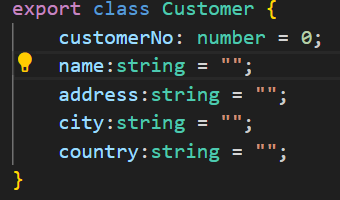 export class Customer {
customerNo: number = 0;
name:string = "";
address:string = "";
city:string = "";
country:string = "";
}